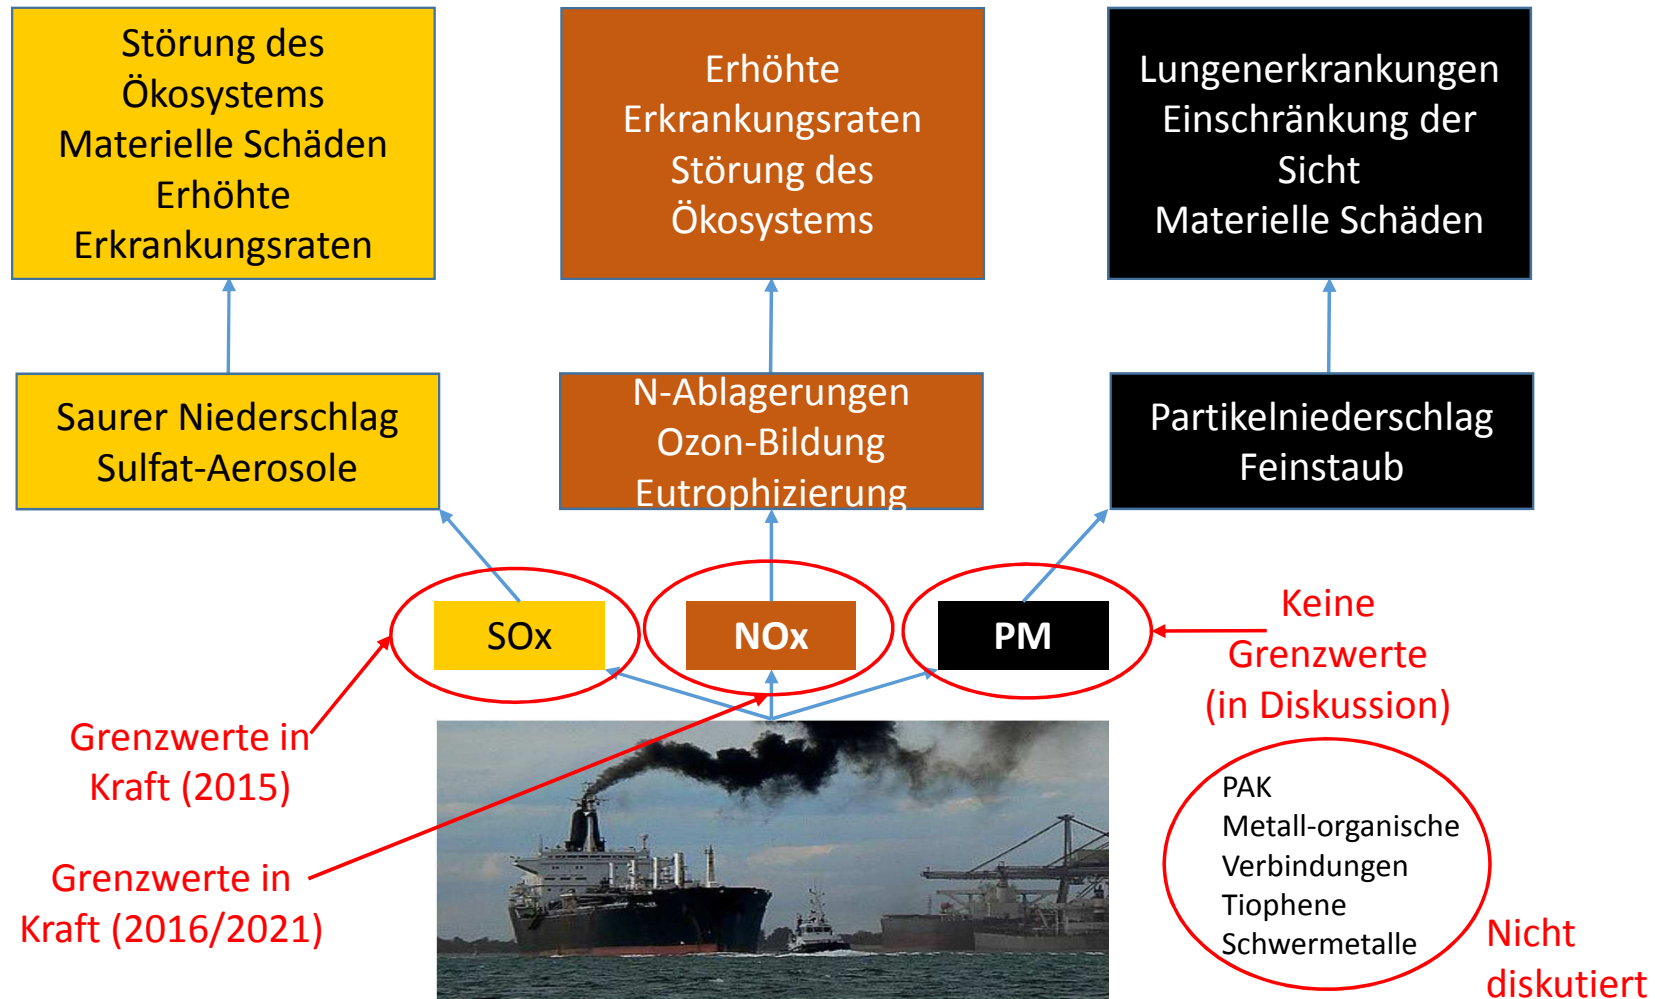 Störung des
Ökosystems
Materielle Schäden
Erhöhte
Erkrankungsraten
Erhöhte
Erkrankungsraten
Störung des
Ökosystems
Lungenerkrankungen
Einschränkung der
Sicht
Materielle Schäden
Saurer Niederschlag
Sulfat-Aerosole
N-Ablagerungen
Ozon-Bildung
Eutrophizierung
Partikelniederschlag
Feinstaub
SOx
NOx
PM
Keine
Grenzwerte
(in Diskussion)
Grenzwerte in
Kraft (2015)
Grenzwerte in
Kraft (2016/2021)
PAK
Metall-organische
Verbindungen
Tiophene
Schwermetalle
Nicht
diskutiert